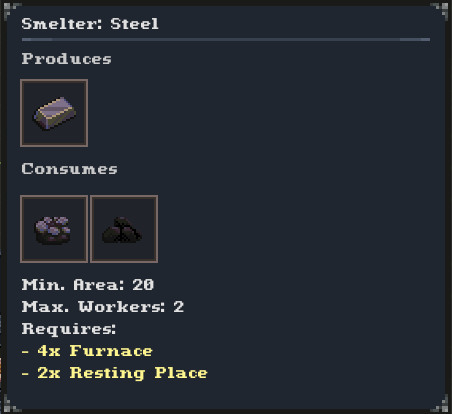 Smelter: Steel
Produces
Consumes
Min. Area: 20
Max. Workers: 2
Requires:
- 4x Furnace
- 2x Resting Place